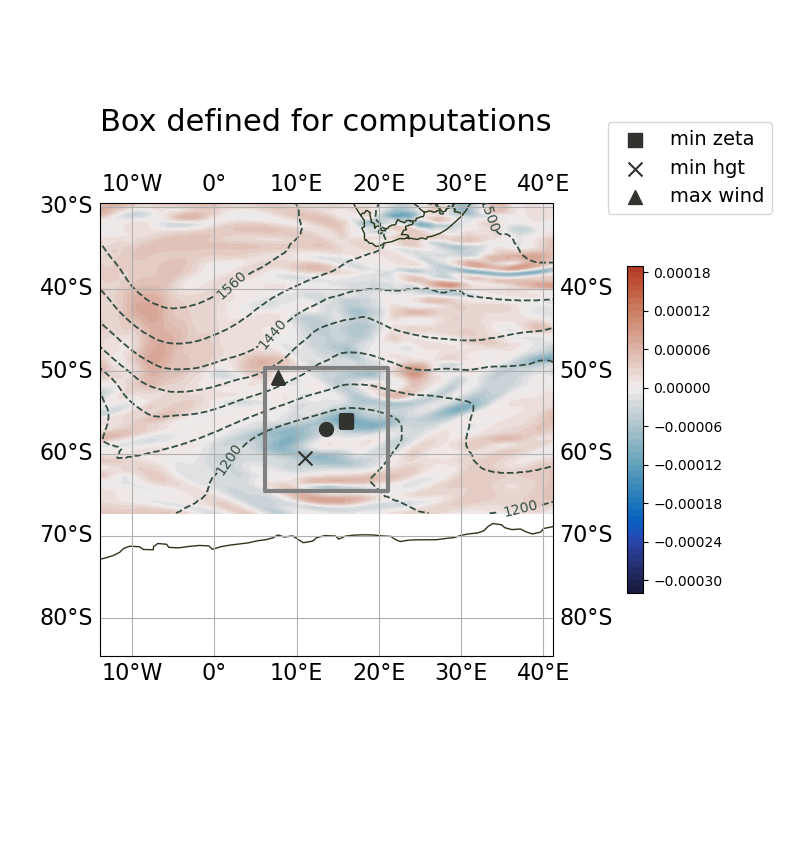 Box defined for computations
min zeta
min hgt
max wind
10°W 0° 10°E 20°E 30°E 40°E
30°S
40°S 40°S
50°S 50°S
60°S 60°S
70°S 70°S
80°S 80°S
10°W 0° 10°E 20°E 30°E 40°E
1560
1440
1200
1200
0.00018
0.00012
0.00006
0.00000
−0.00006
−0.00012
−0.00018
−0.00024
−0.00030